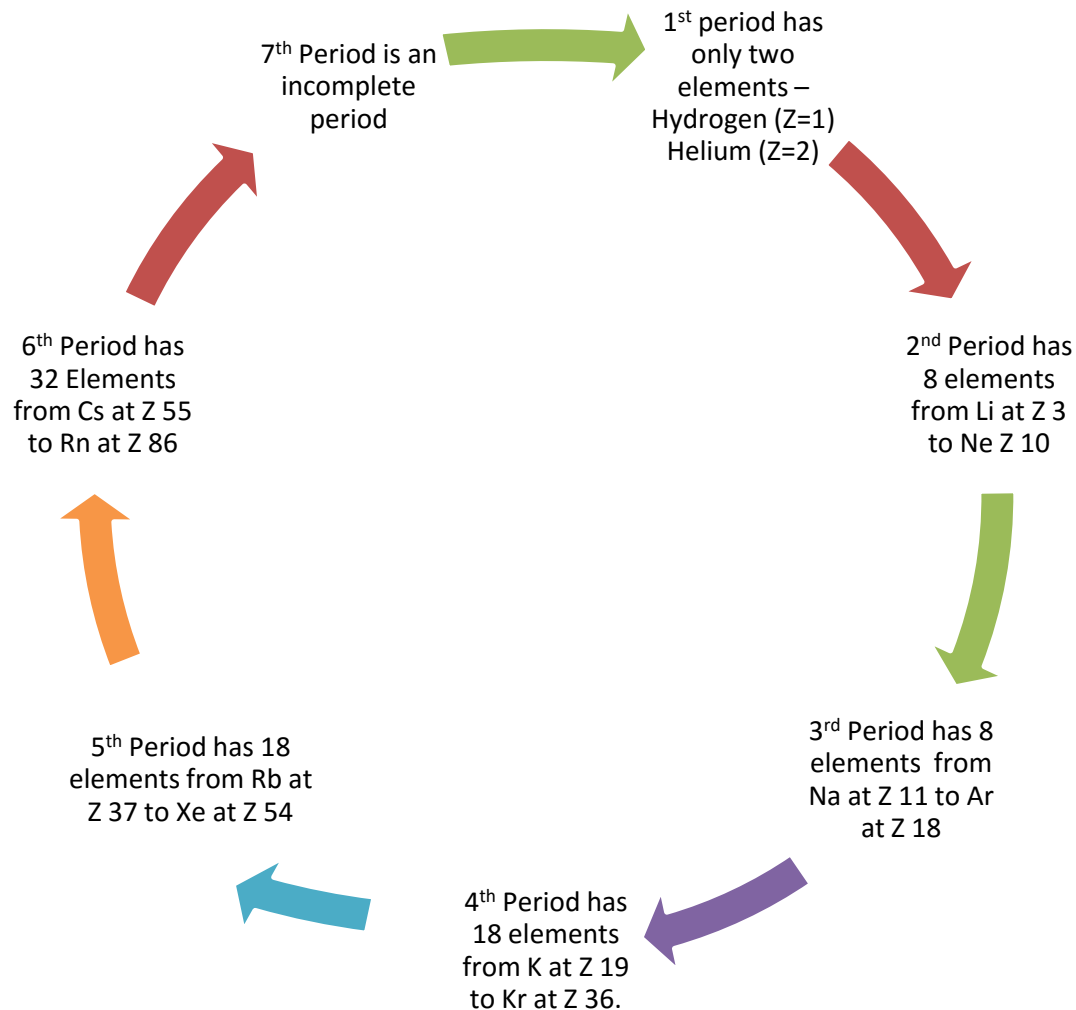 1st period has
only two
elements –
Hydrogen (Z=1)
Helium (Z=2)
2nd Period has
8 elements
from Li at Z 3
to Ne Z 10
3rd Period has 8
elements  from
Na at Z 11 to Ar
at Z 18
4th Period has
18 elements
from K at Z 19
to Kr at Z 36.
5th Period has 18
elements from Rb at
Z 37 to Xe at Z 54
6th Period has
32 Elements
from Cs at Z 55
to Rn at Z 86
7th Period is an
incomplete
period